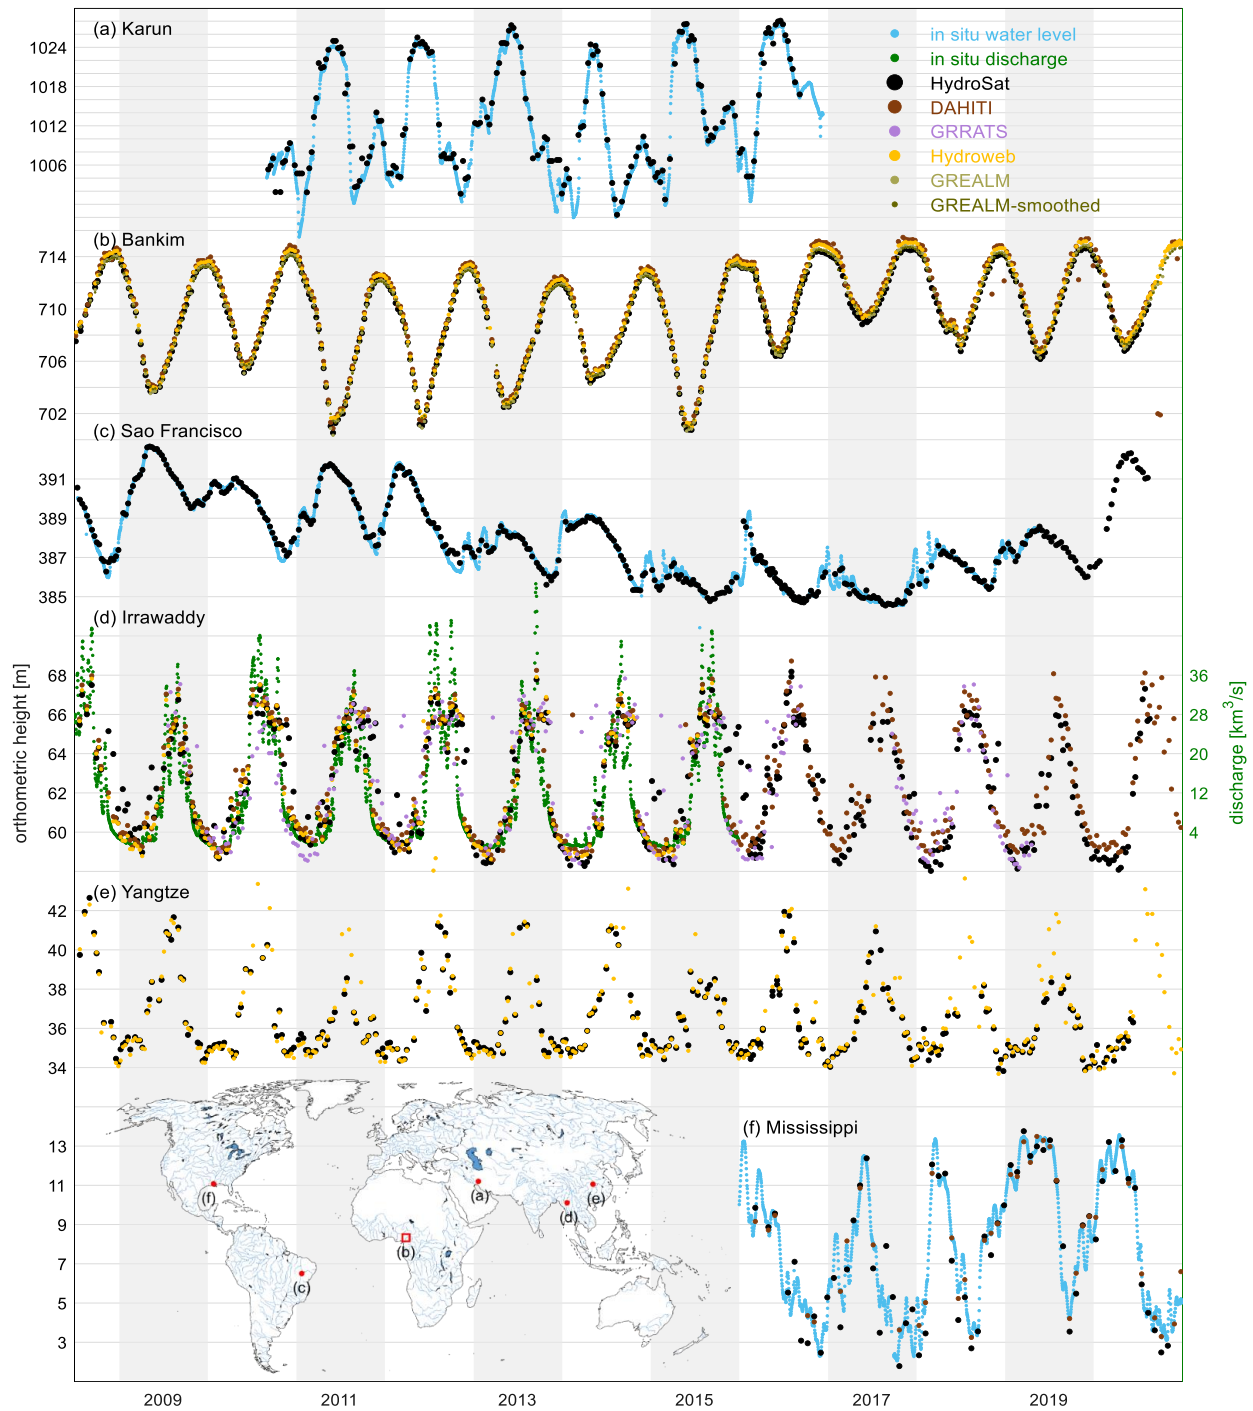 (a) Karun
in situ water level
in situ discharge
HydroSat
DAHITI
GRRATS
Hydroweb
GREALM
GREALM-smoothed
1024
1018
1012
1006
(b) Bankim
714
710
706
702
(c) Sao Francisco
391
389
387
385
(d) Irrawaddy
68
66
64
62
60
36
28
20
12
4
orthometric height [m]
discharge [km³/s]
(e) Yangtze
42
40
38
36
34
(f) Mississippi
13
11
9
7
5
3
(f)
(a)
(e)
(d)
(b)
(c)
2009
2011
2013
2015
2017
2019